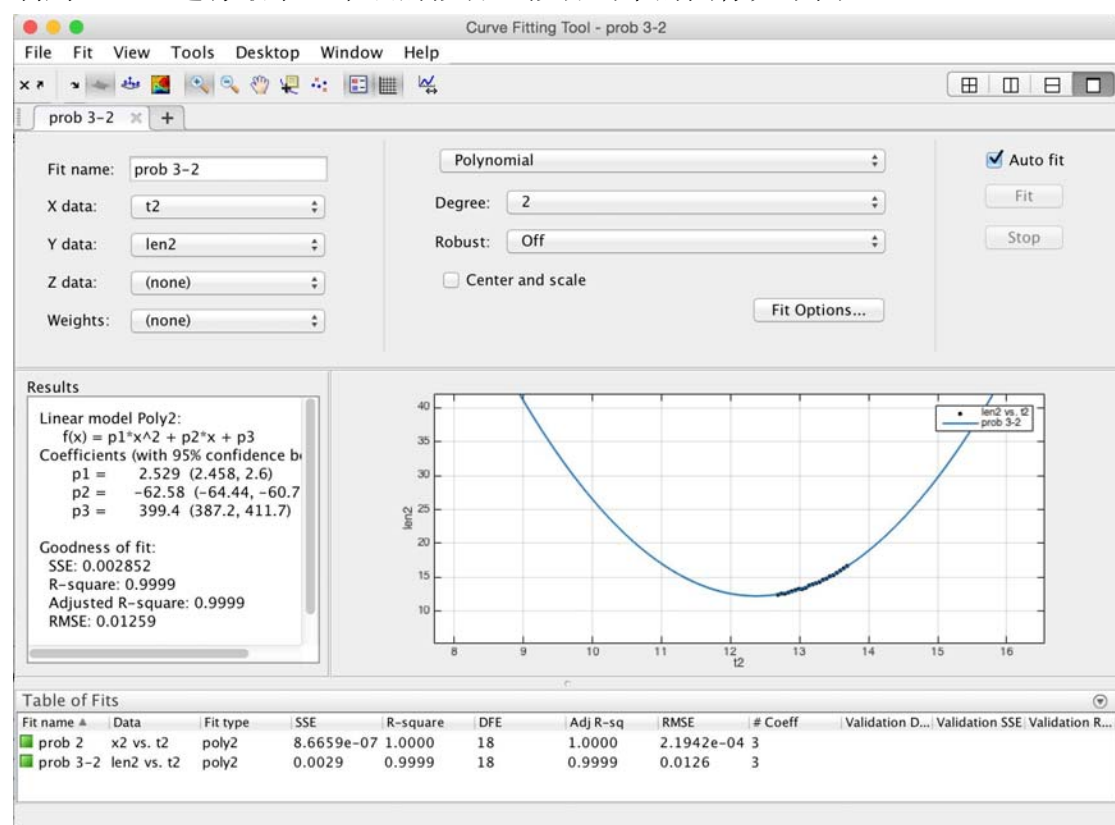 Curve Fitting Tool - prob 3-2
File Fit View Tools Desktop Window Help
prob 3-2
Fit name: prob 3-2
X data: t2
Y data: len2
Z data: (none)
Weights: (none)
Polynomial
Degree: 2
Robust: Off
Center and scale
Fit Options...
Auto fit
Fit
Stop
Results
Linear model Poly2:
f(x) = p1*x^2 + p2*x + p3
Coefficients (with 95% confidence b
p1 = 2.529 (2.458, 2.6)
p2 = -62.58 (-64.44, -60.7
p3 = 399.4 (387.2, 411.7)
Goodness of fit:
SSE: 0.002852
R-square: 0.9999
Adjusted R-square: 0.9999
RMSE: 0.01259
len2 vs. t2
prob 3-2
40
35
30
25
20
15
10
len2
8 9 10 11 12 13 14 15 16
t2
Table of Fits
Fit name Data Fit type SSE R-square DFE Adj R-sq RMSE # Coeff Validation D... Validation SSE Validation R...
prob 2 x2 vs. t2 poly2 8.6659e-07 1.0000 18 1.0000 2.1942e-04 3
prob 3-2 len2 vs. t2 poly2 0.0029 0.9999 18 0.9999 0.0126 3